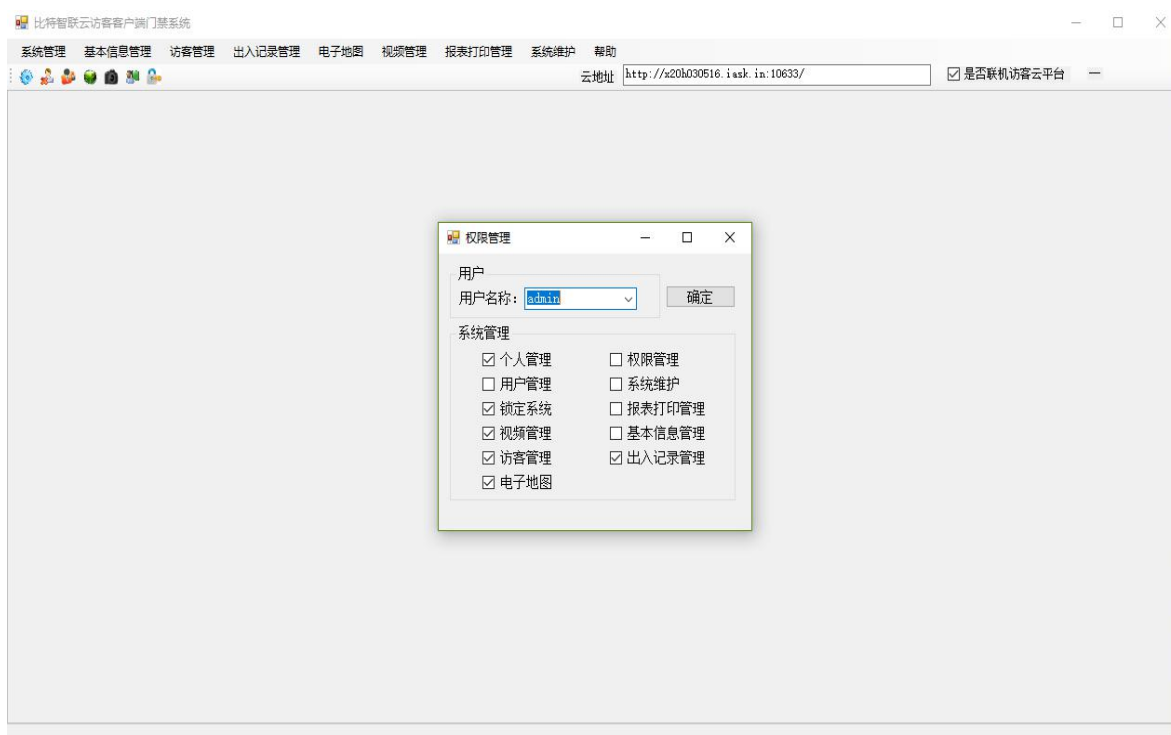 比特智联云访客客户端门禁系统
系统管理 基本信息管理 访客管理 出入记录管理 电子地图 视频管理 报表打印管理 系统维护 帮助
云地址 http://x20h030516.iask.in:10633/ 是否联机访客云平台
权限管理
用户
用户名称： admin 确定
系统管理
个人管理 权限管理
用户管理 系统维护
锁定系统 报表打印管理
视频管理 基本信息管理
访客管理 出入记录管理
电子地图